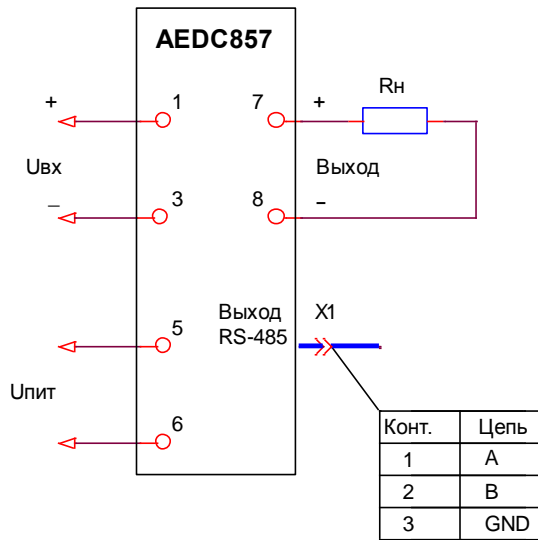 AEDC857
+ 1 7 + Rн
Uвх Выход
– 3 8 –
Выход X1
RS-485
5
Uпит
6
Конт. Цепь
1 A
2 B
3 GND